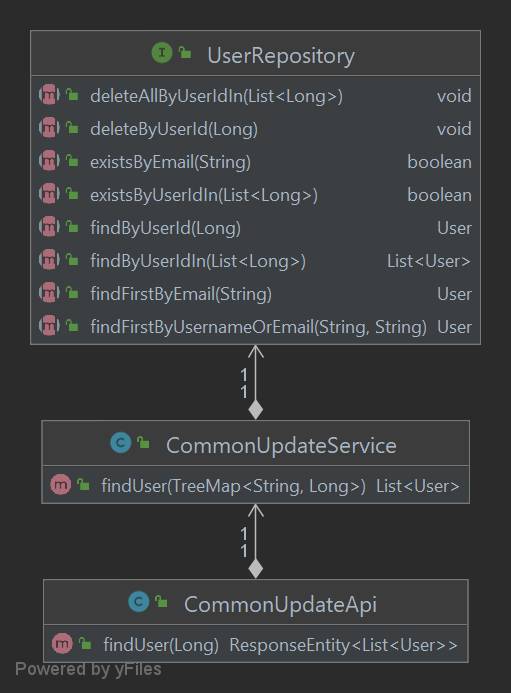 I UserRepository
m deleteAllByUserIdIn(List<Long>) void
m deleteByUserId(Long) void
m existsByEmail(String) boolean
m existsByUserIdIn(List<Long>) boolean
m findByUserId(Long) User
m findByUserIdIn(List<Long>) List<User>
m findFirstByEmail(String) User
m findFirstByUsernameOrEmail(String, String) User
1
1
C CommonUpdateService
m findUser(TreeMap<String, Long>) List<User>
1
1
C CommonUpdateApi
m findUser(Long) ResponseEntity<List<User>>
Powered by yFiles